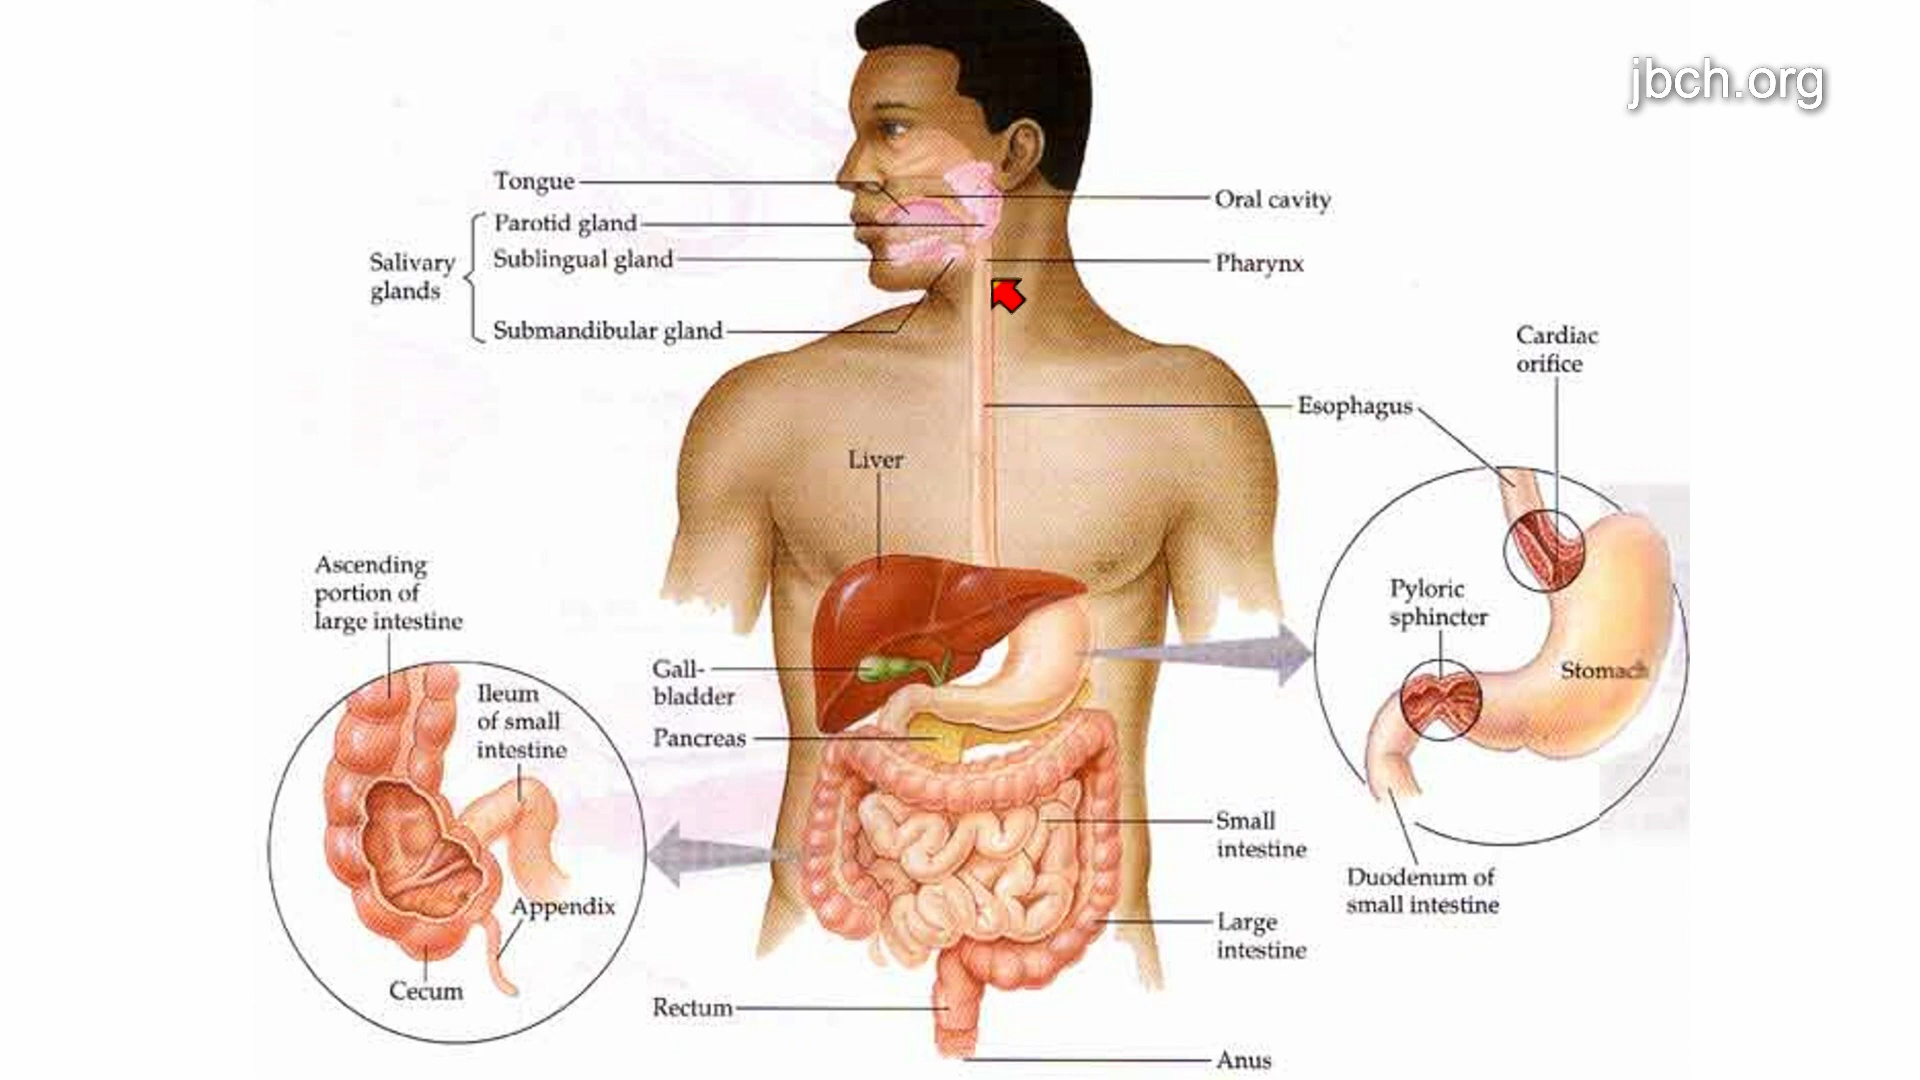 jbch.org
Tongue
Oral cavity
Parotid gland
Salivary
glands
Sublingual gland
Pharynx
Submandibular gland
Cardiac
orifice
Esophagus
Liver
Ascending
portion of
large intestine
Pyloric
sphincter
Stomach
Gall-
bladder
Ileum
of small
intestine
Pancreas
Small
intestine
Duodenum of
small intestine
Appendix
Large
intestine
Cecum
Rectum
Anus